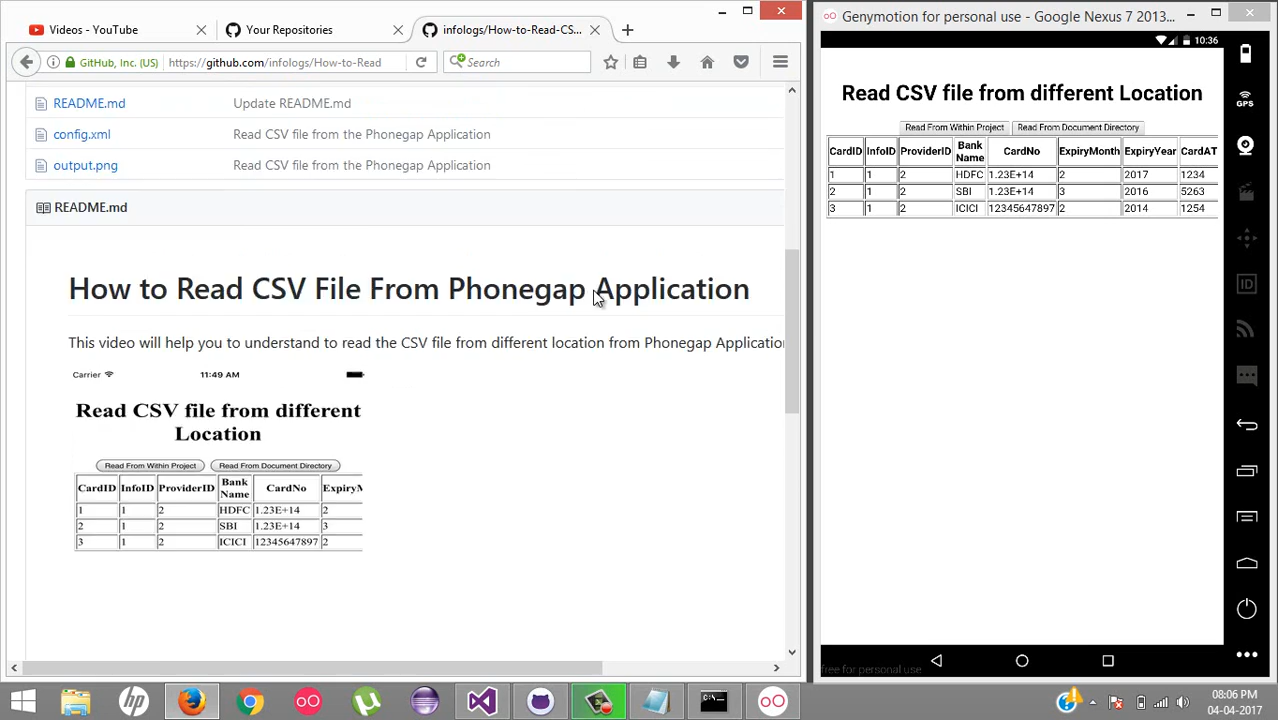 Videos - YouTube
Your Repositories
infologs/How-to-Read-CS...
GitHub, Inc. (US)
https://github.com/infologs/How-to-Read
Search
README.md
Update README.md
config.xml
Read CSV file from the Phonegap Application
output.png
Read CSV file from the Phonegap Application
README.md
How to Read CSV File From Phonegap Application
This video will help you to understand to read the CSV file from different location from Phonegap Applicatio
Carrier
11:49 AM
Read CSV file from different
Location
Read From Within Project
Read From Document Directory
CardID InfoID ProviderID Bank Name CardNo ExpiryM
1 1 2 HDFC 1.23E+14 2
2 1 2 SBI 1.23E+14 3
3 1 2 ICICI 12345647897 2
Genymotion for personal use - Google Nexus 7 2013...
10:36
Read CSV file from different Location
Read From Within Project
Read From Document Directory
CardID InfoID ProviderID Bank Name CardNo ExpiryMonth ExpiryYear CardAT
1 1 2 HDFC 1.23E+14 2 2017 1234
2 1 2 SBI 1.23E+14 3 2016 5263
3 1 2 ICICI 12345647897 2 2014 1254
GPS
ID
free for personal use
hp
08:06 PM
04-04-2017